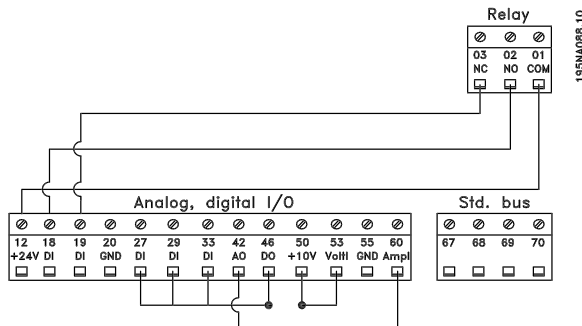 Relay
03 02 01
NC NO COM
195NA088.10
Analog, digital I/O
12 18 19 20 27 29 33 42 46 50 53 55 60
+24V DI DI GND DI DI DI AO DO +10V VoltI GND AmpI
Std. bus
67 68 69 70